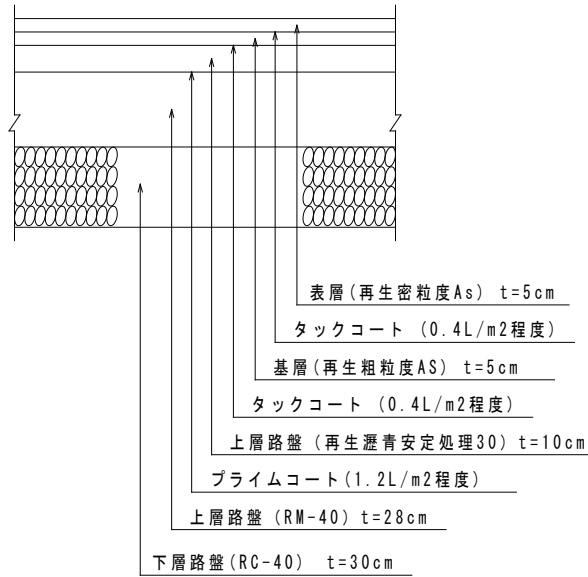 表層(再生密粒度As) t=5cm
タックコート (0.4L/m2程度)
基層(再生粗粒度AS) t=5cm
タックコート (0.4L/m2程度)
上層路盤 (再生瀝青安定処理30) t=10cm
プライムコート(1.2L/m2程度)
上層路盤 (RM-40) t=28cm
下層路盤(RC-40) t=30cm